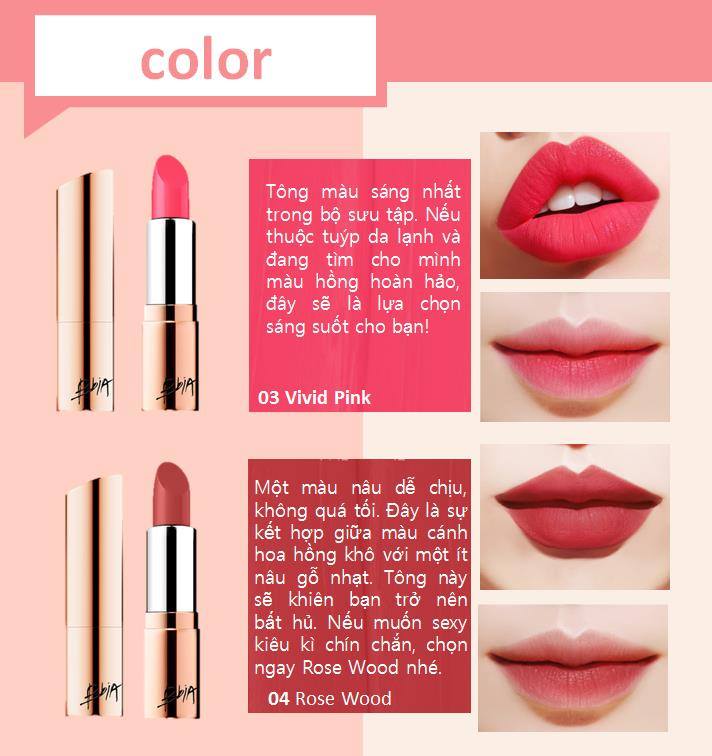 color
Tông màu sáng nhất
trong bộ sưu tập. Nếu
thuộc tuýp da lạnh và
đang tìm cho mình
màu hồng hoàn hảo,
đây sẽ là lựa chọn
sáng suốt cho bạn!
03 Vivid Pink
Một màu nâu dễ chịu,
không quá tối. Đây là sự
kết hợp giữa màu cánh
hoa hồng khô với một ít
nâu gỗ nhạt. Tông này
sẽ khiên bạn trở nên
bất hủ. Nếu muốn sexy
kiêu kì chín chắn, chọn
ngay Rose Wood nhé.
04 Rose Wood